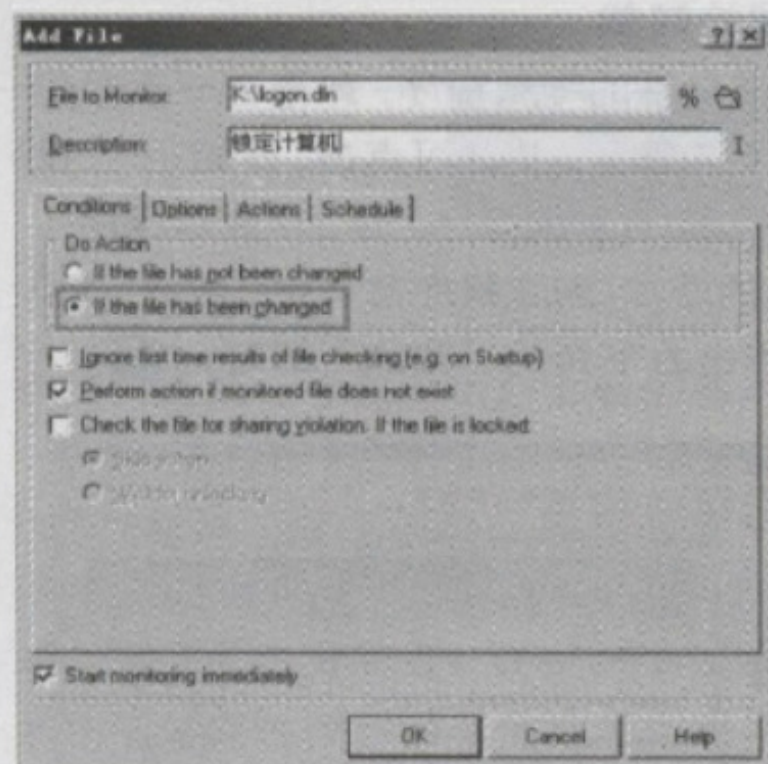 Add File
File to Monitor:
K:\logon.dln
%
Description:
锁定计算机
Conditions
Options
Actions
Schedule
Do Action
If the file has not been changed
If the file has been changed
Ignore first time results of file checking (e.g. on Startup)
Perform action if monitored file does not exist
Check the file for sharing violation. If the file is locked:
Start monitoring immediately
OK
Cancel
Help